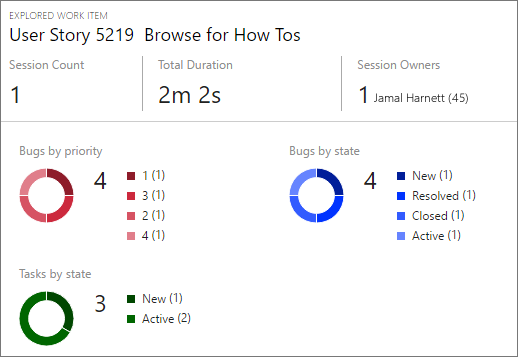 EXPLORED WORK ITEM
User Story 5219 Browse for How Tos
Session Count
Total Duration
Session Owners
1
2m 2s
1 Jamal Harnett (45)
Bugs by priority
4
1 (1)
3 (1)
2 (1)
4 (1)
Bugs by state
4
New (1)
Resolved (1)
Closed (1)
Active (1)
Tasks by state
3
New (1)
Active (2)